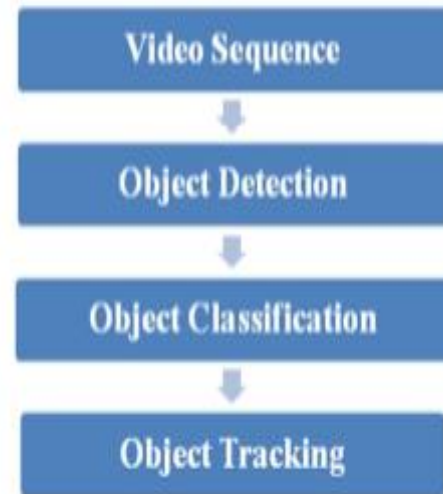 Video Sequence
Object Detection
Object Classification
Object Tracking